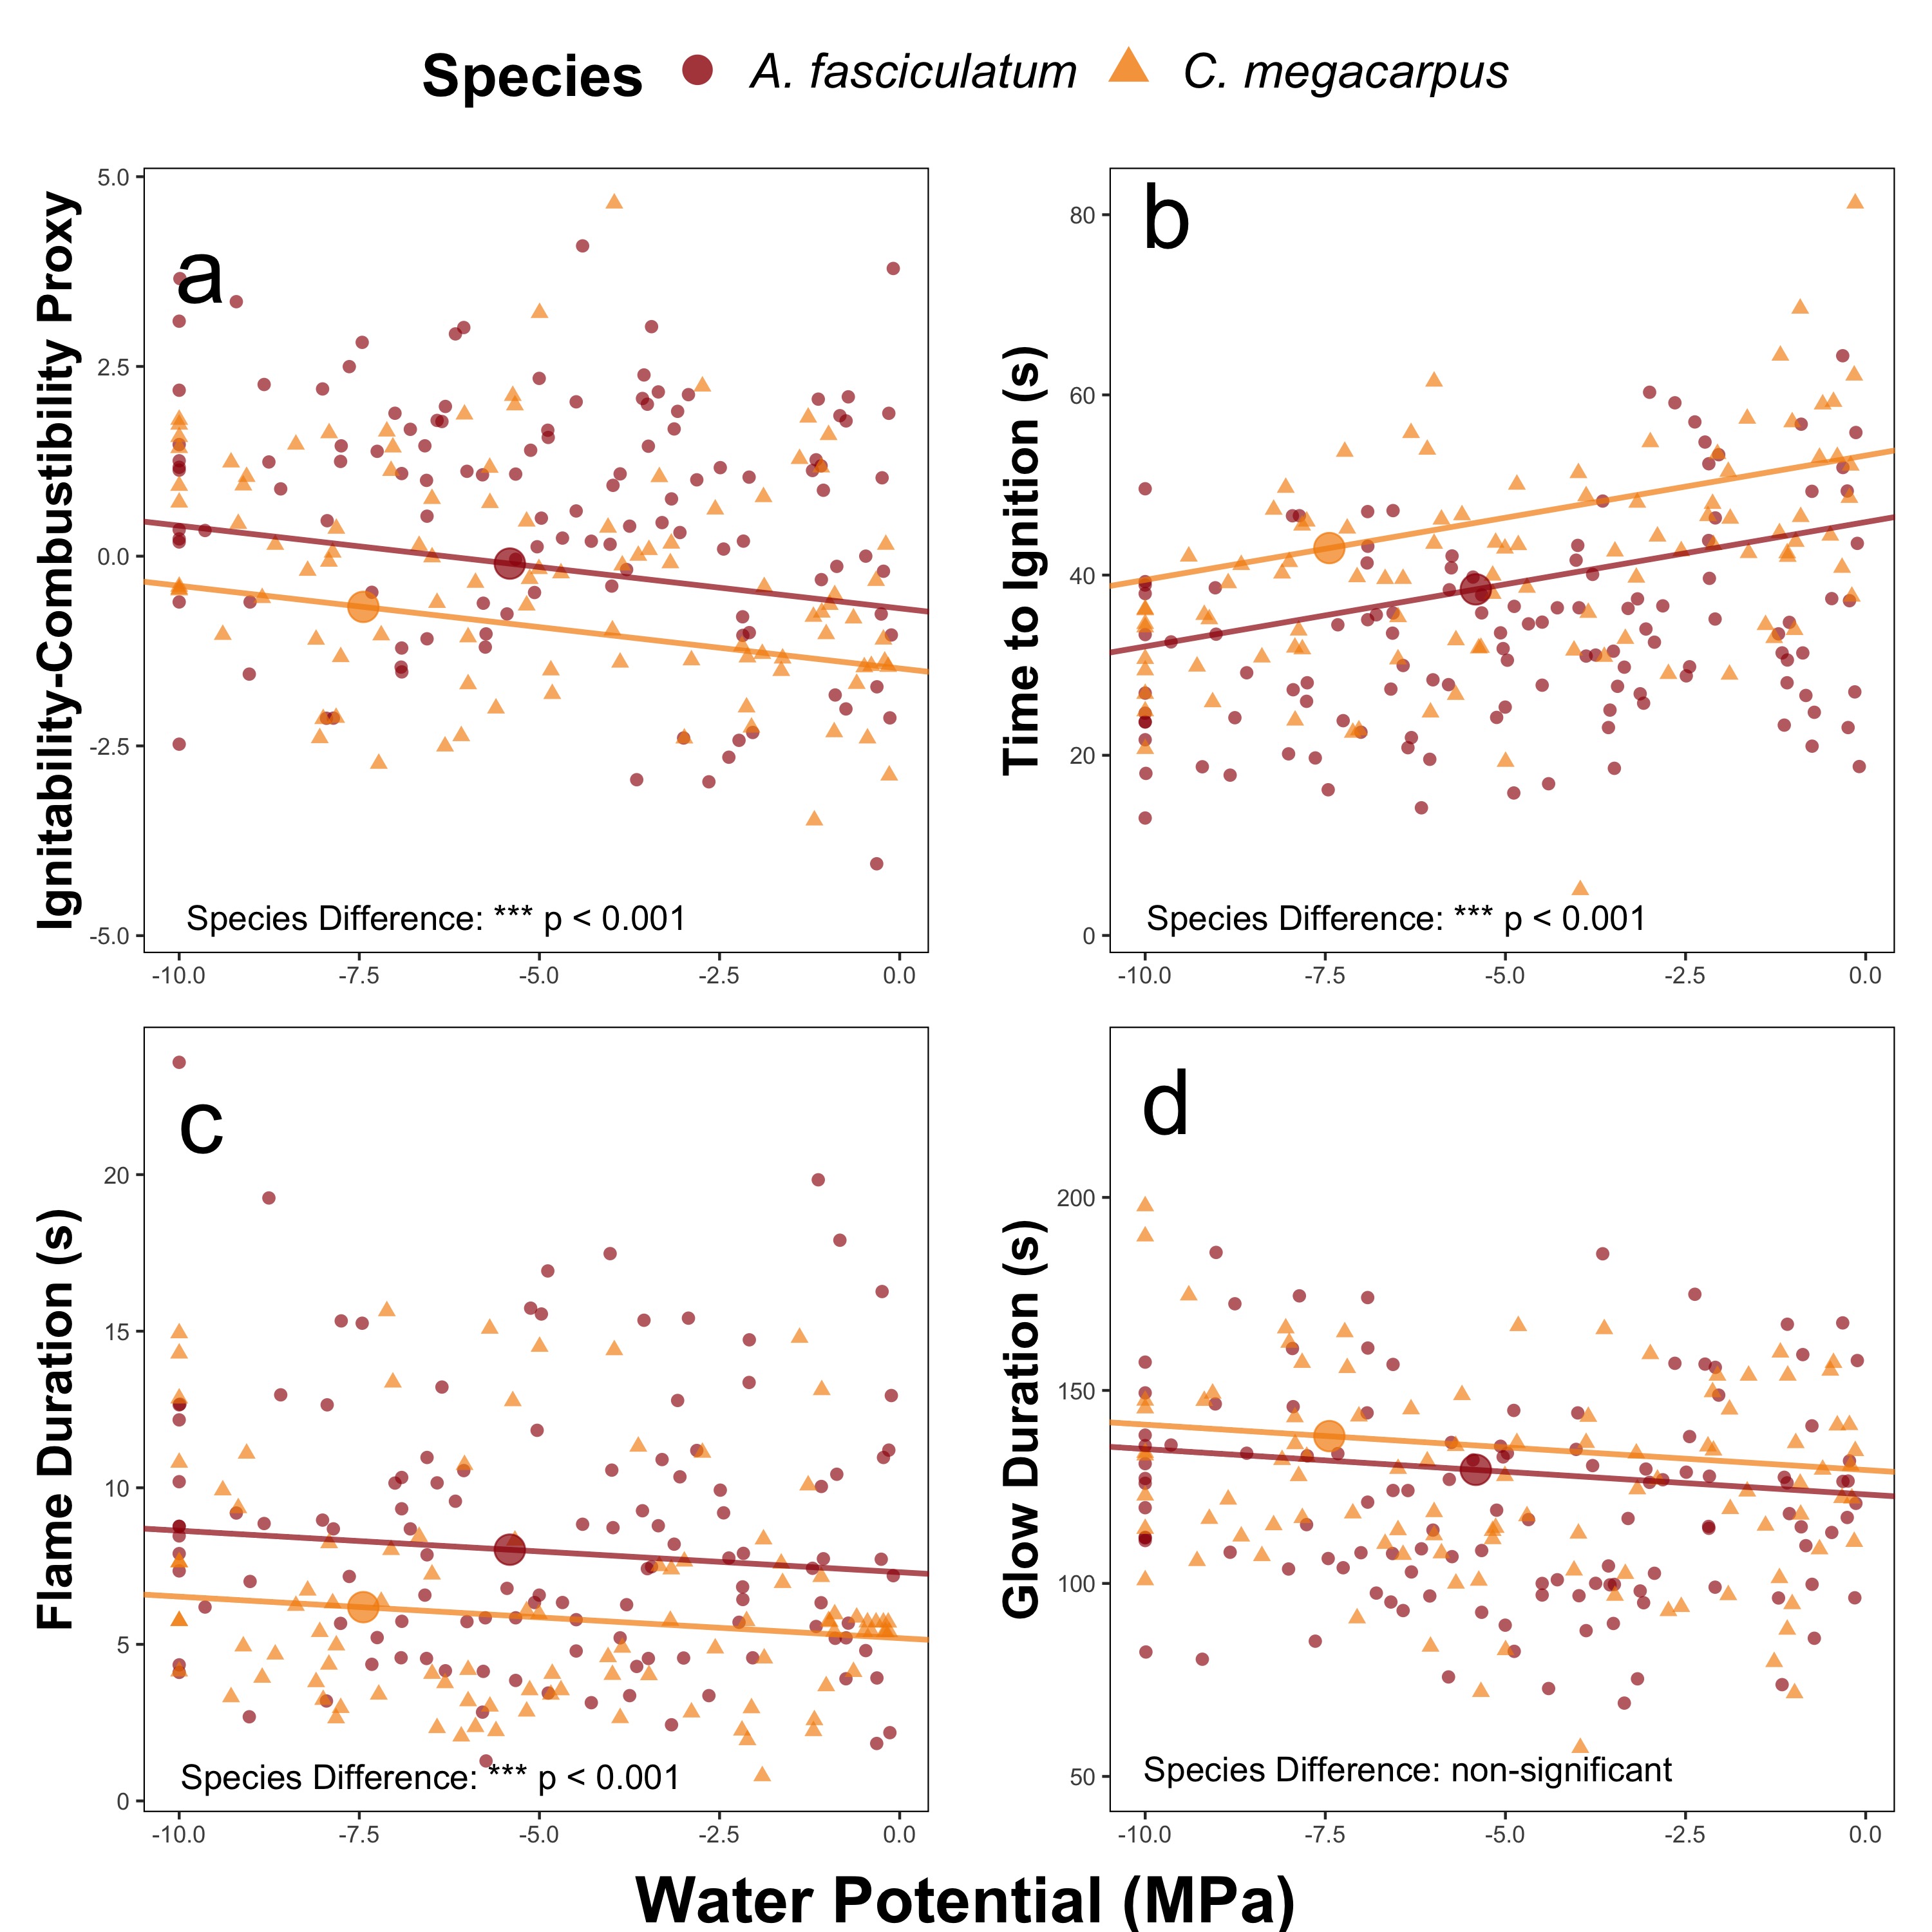 Species A. fasciculatum C. megacarpus
Ignitability-Combustibility Proxy
5.0
2.5
0.0
-2.5
-5.0
a
Species Difference: *** p < 0.001
-10.0 -7.5 -5.0 -2.5 0.0
Time to Ignition (s)
80
60
40
20
0
b
Species Difference: *** p < 0.001
-10.0 -7.5 -5.0 -2.5 0.0
Flame Duration (s)
20
15
10
5
0
c
Species Difference: *** p < 0.001
-10.0 -7.5 -5.0 -2.5 0.0
Glow Duration (s)
200
150
100
50
d
Species Difference: non-significant
-10.0 -7.5 -5.0 -2.5 0.0
Water Potential (MPa)